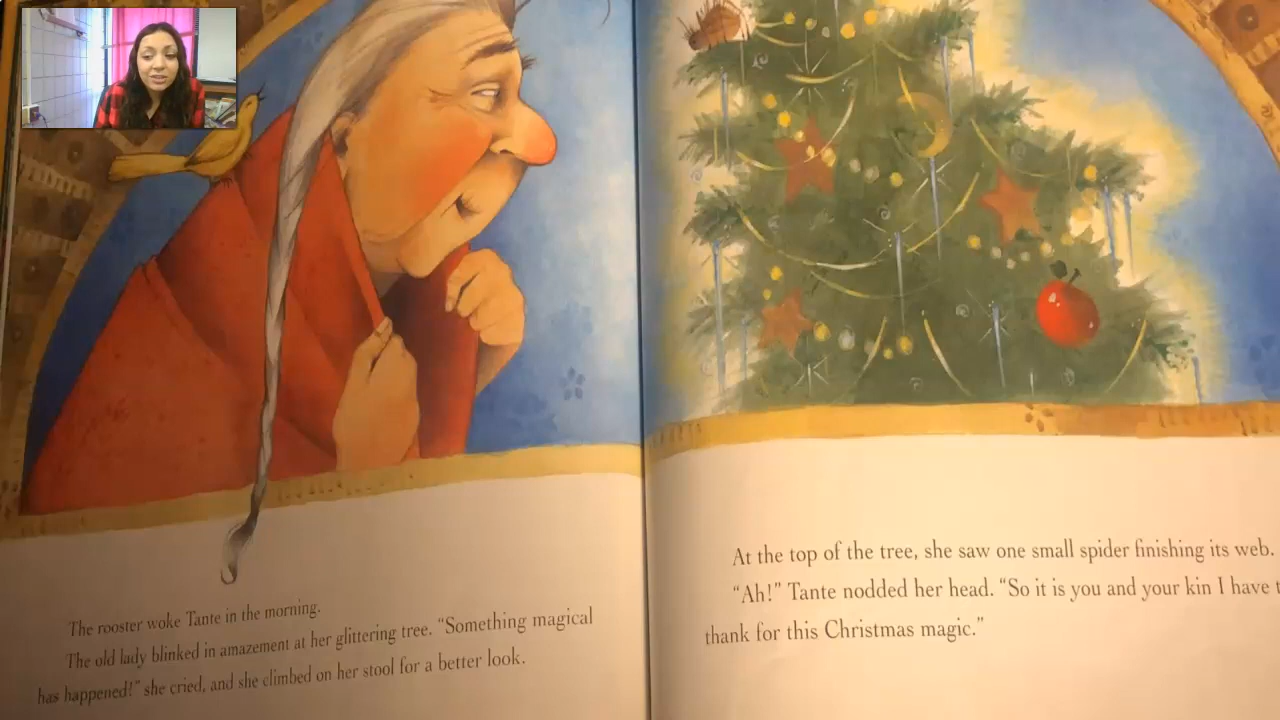 The rooster woke Tante in the morning.
The old lady blinked in amazement at her glittering tree. “Something magical
has happened!” she cried, and she climbed on her stool for a better look.
At the top of the tree, she saw one small spider finishing its web.
“Ah!” Tante nodded her head. “So it is you and your kin I have
thank for this Christmas magic.”